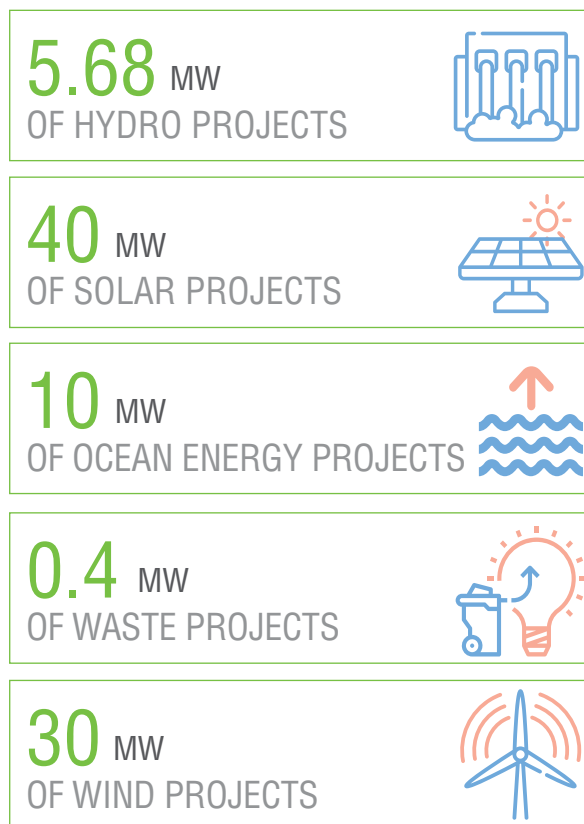 5.68 MW
OF HYDRO PROJECTS
40 MW
OF SOLAR PROJECTS
10 MW
OF OCEAN ENERGY PROJECTS
0.4 MW
OF WASTE PROJECTS
30 MW
OF WIND PROJECTS